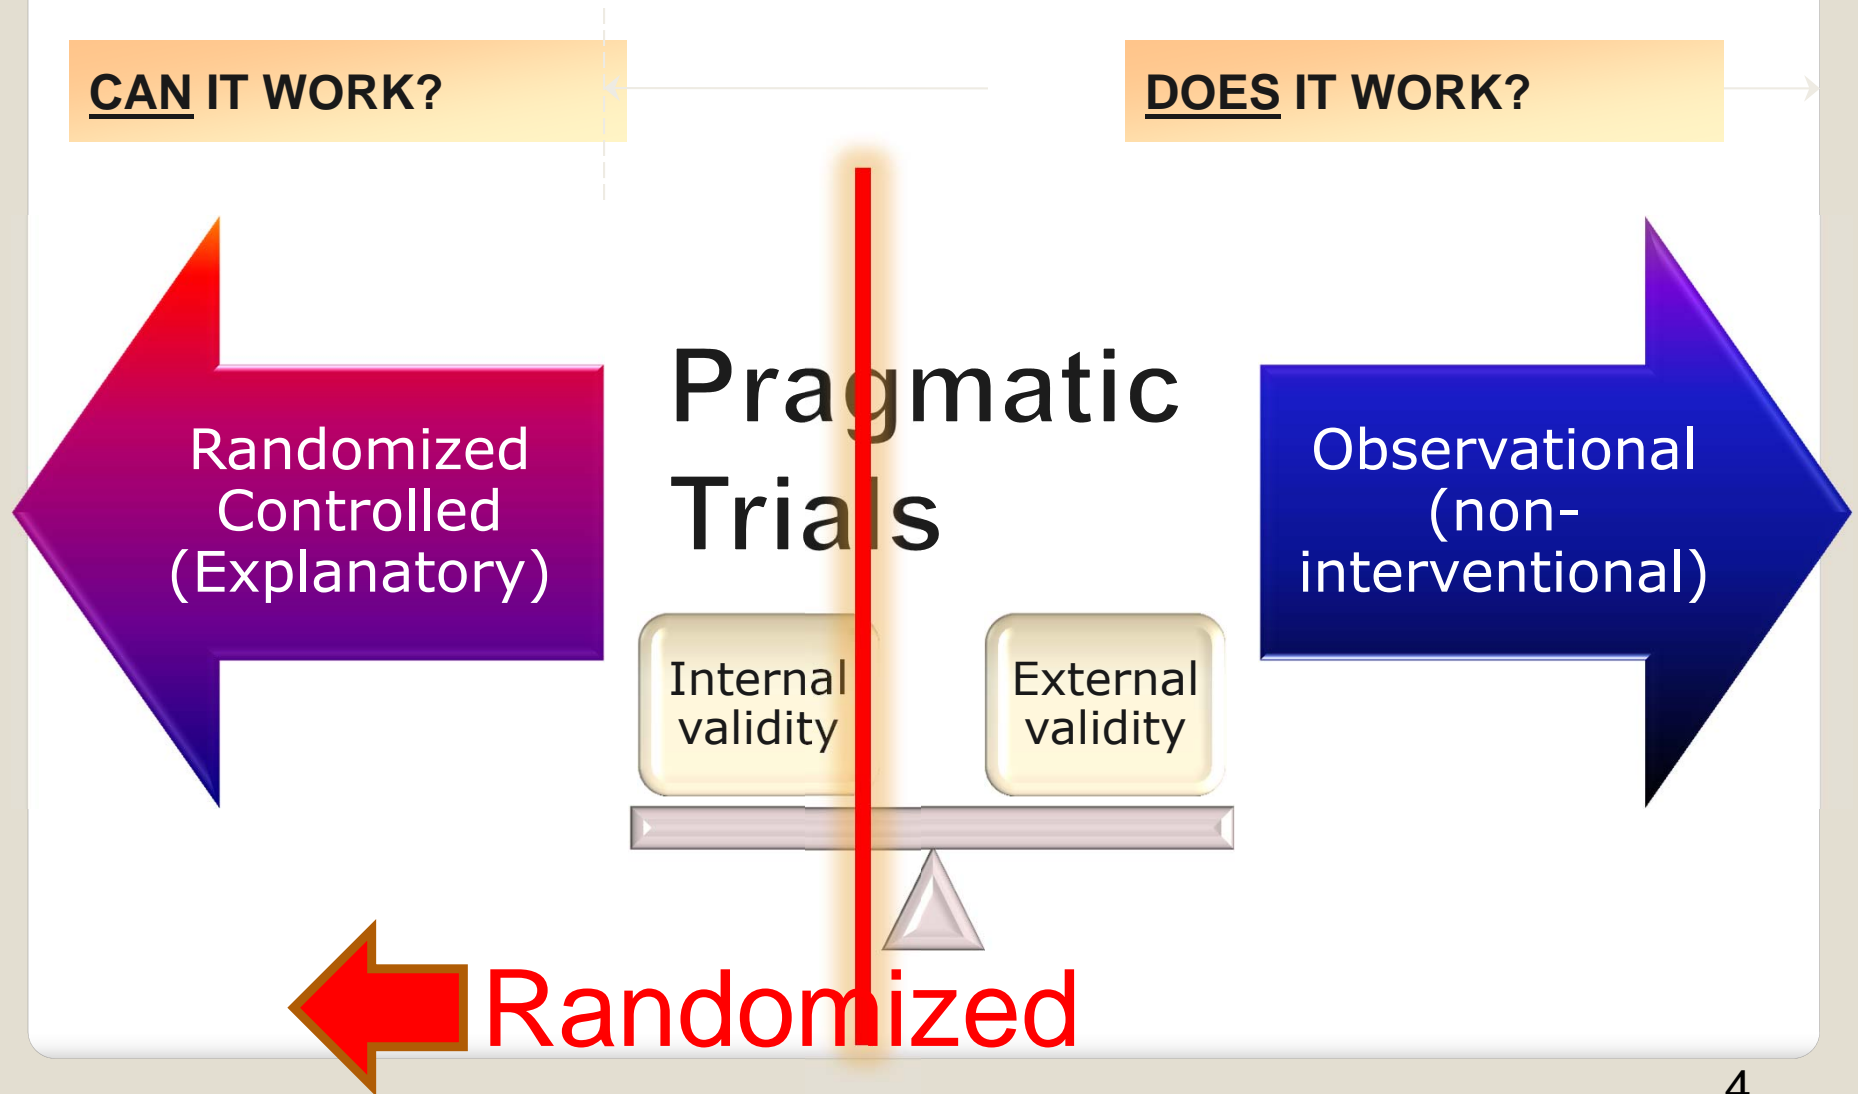 CAN IT WORK?
DOES IT WORK?
Randomized
Controlled
(Explanatory)
Pragmatic
Trials
Internal
validity
External
validity
Observational
(non-
interventional)
Randomized
4